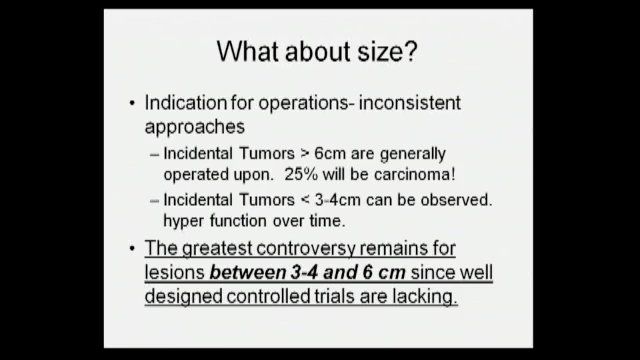 What about size?
• Indication for operations- inconsistent
approaches
– Incidental Tumors > 6cm are generally
operated upon.  25% will be carcinoma!
– Incidental Tumors < 3-4cm can be observed.
hyper function over time.
• The greatest controversy remains for
lesions between 3-4 and 6 cm since well
designed controlled trials are lacking.